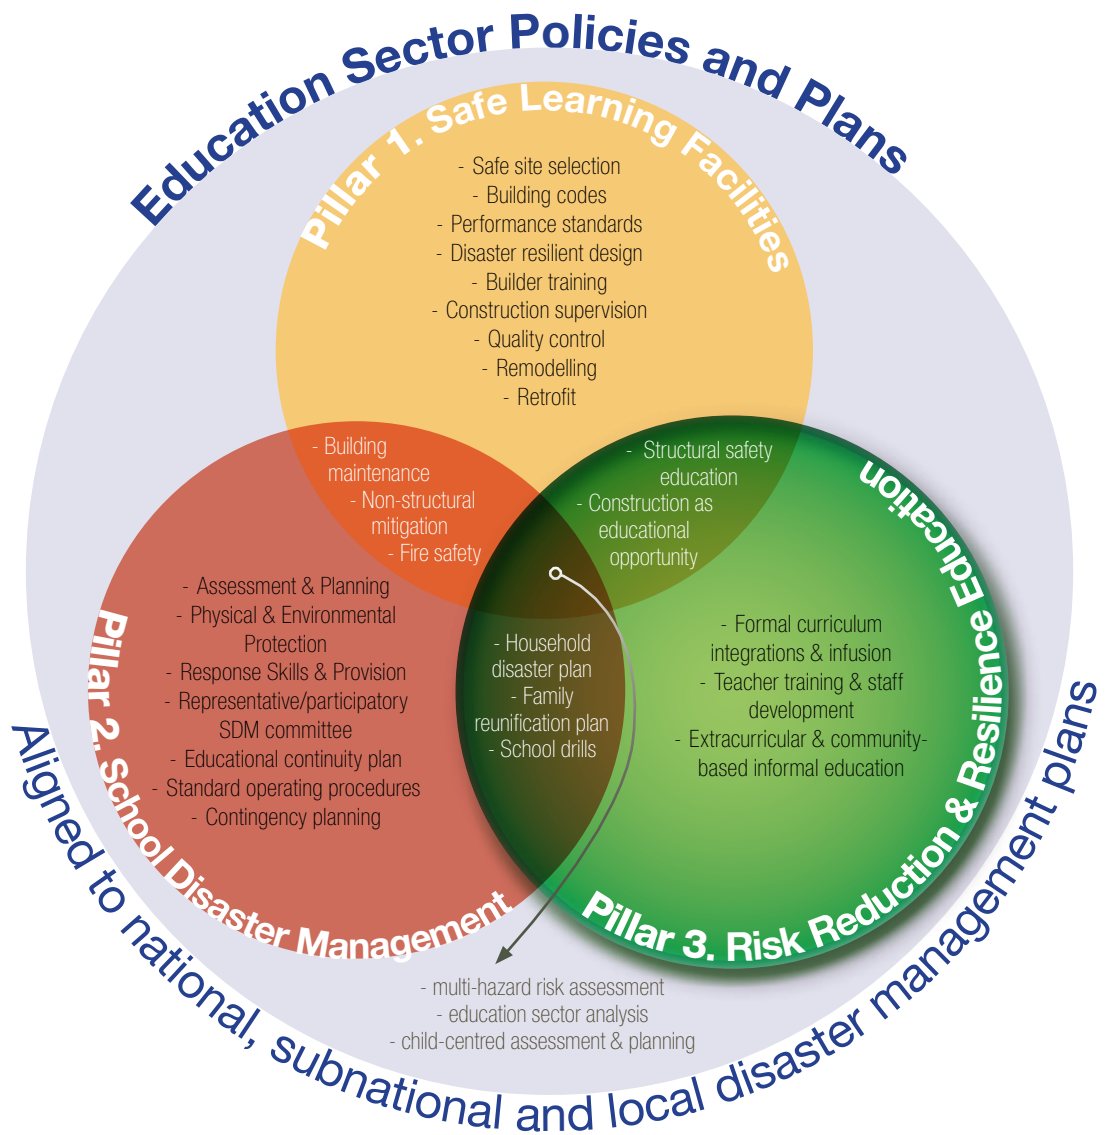 Education Sector Policies and Plans
Pillar 1. Safe Learning Facilities
- Safe site selection
- Building codes
- Performance standards
- Disaster resilient design
- Builder training
- Construction supervision
- Quality control
- Remodelling
- Retrofit
- Building
maintenance
- Non-structural
mitigation
- Fire safety
- Structural safety
education
- Construction as
educational
opportunity
Pillar 2. School Disaster Management
- Assessment & Planning
- Physical & Environmental
Protection
- Response Skills & Provision
- Representative/participatory
SDM committee
- Educational continuity plan
- Standard operating procedures
- Contingency planning
- Household
disaster plan
- Family
reunification plan
- School drills
Pillar 3. Risk Reduction & Resilience Education
- Formal curriculum
integrations & infusion
- Teacher training & staff
development
- Extracurricular & community-
based informal education
- multi-hazard risk assessment
- education sector analysis
- child-centred assessment & planning
Aligned to national, subnational and local disaster management plans